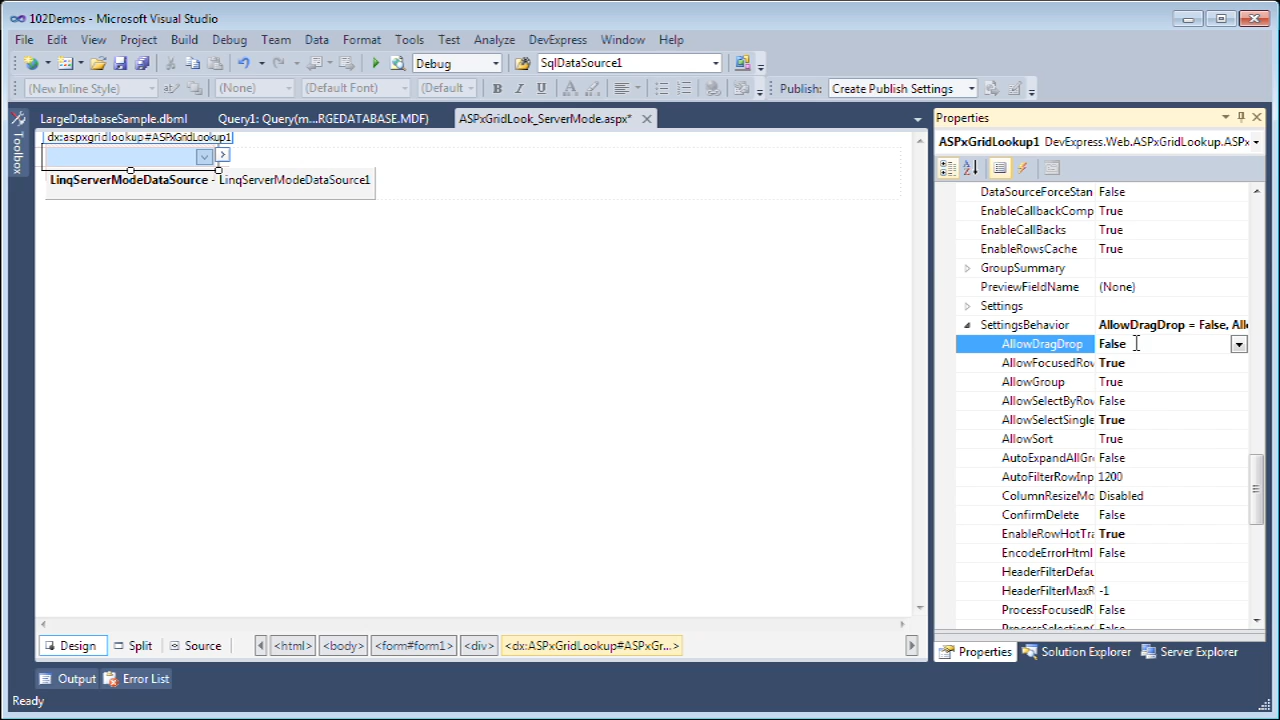 102Demos - Microsoft Visual Studio
File Edit View Project Build Debug Team Data Format Tools Test Analyze DevExpress Window Help
Debug SqlDataSource1
(New Inline Style) (None) (Default Font) (Default B I U A Publish: Create Publish Settings
LargeDatabaseSample.dbml Query1: Query(m...RGEDATABASE.MDF) ASPxGridLook_ServerMode.aspx*
Toolbox
dx:aspxgridlookup#ASPxGridLookup1
LinqServerModeDataSource - LinqServerModeDataSource1
Properties
ASPxGridLookup1 DevExpress.Web.ASPxGridLookup.ASPx
DataSourceForceStan False
EnableCallbackComp True
EnableCallBacks True
EnableRowsCache True
GroupSummary
PreviewFieldName (None)
Settings
SettingsBehavior AllowDragDrop = False, All
AllowDragDrop False
AllowFocusedRow True
AllowGroup True
AllowSelectByRow False
AllowSelectSingle True
AllowSort True
AutoExpandAllGr False
AutoFilterRowInp 1200
ColumnResizeMo Disabled
ConfirmDelete False
EnableRowHotTra True
EncodeErrorHtml False
HeaderFilterDefau
HeaderFilterMaxR -1
ProcessFocusedR False
Design Split Source <html> <body> <form#form1> <div> <dx:ASPxGridLookup#ASPxGr...>
Properties Solution Explorer Server Explorer
Output Error List
Ready